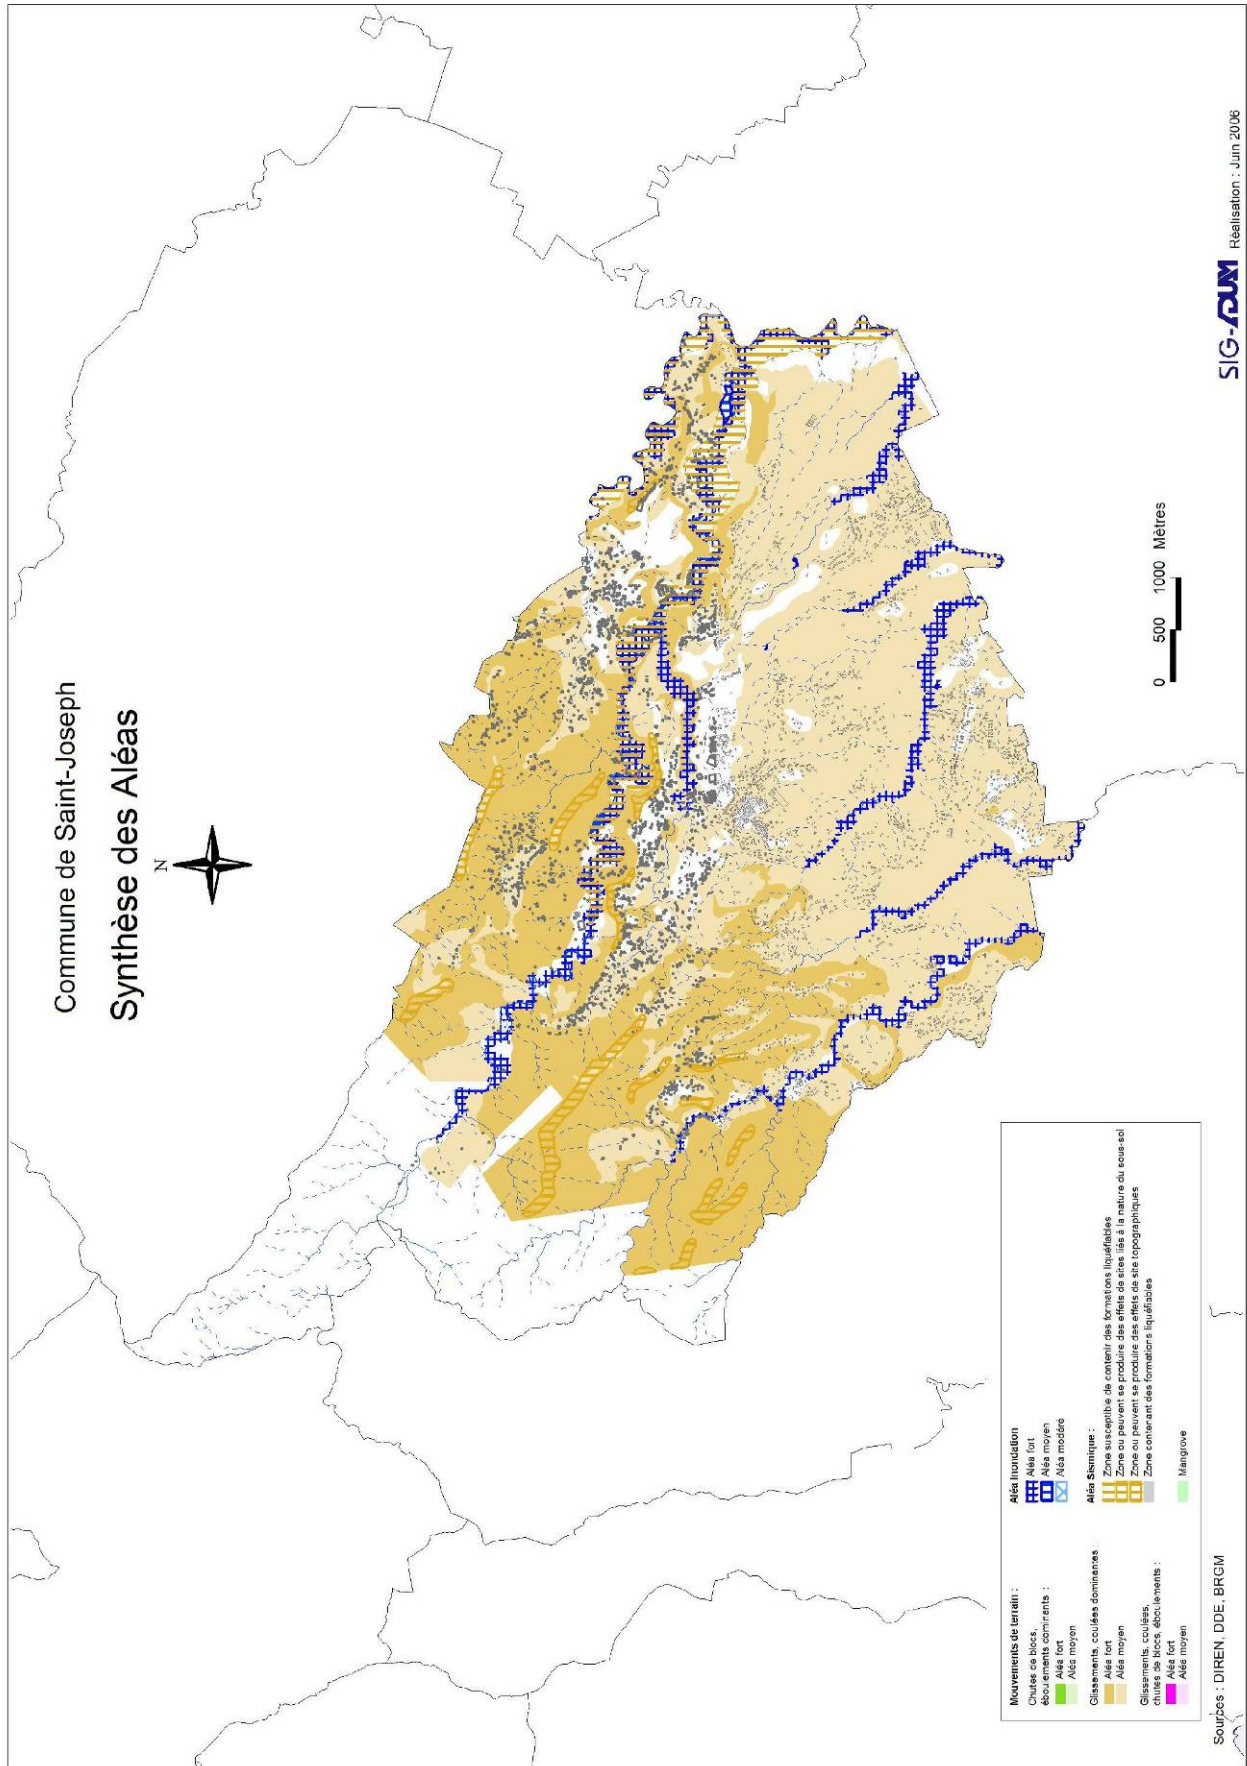 Commune de Saint-Joseph
Synthèse des Aléas
N
0 500 1000 Mètres
Mouvements de terrain :
Chutes de blocs,
éboulements dominants :
Aléa fort
Aléa moyen
Glissements, coulées dominantes :
Aléa fort
Aléa moyen
Glissements, coulées,
chutes de blocs, éboulements :
Aléa fort
Aléa moyen
Aléa Inondation
Aléa fort
Aléa moyen
Aléa modéré
Aléa Sismique :
Zone susceptible de contenir des formations liquéfiables
Zone ou peuvent se produire des effets de sites liés à la nature du sous-sol
Zone ou peuvent se produire des effets de site topographiques
Zone contenant des formations liquéfiables
Mangrove
Sources : DIREN, DDE, BRGM
SIG-ADUAM Réalisation : Juin 2006